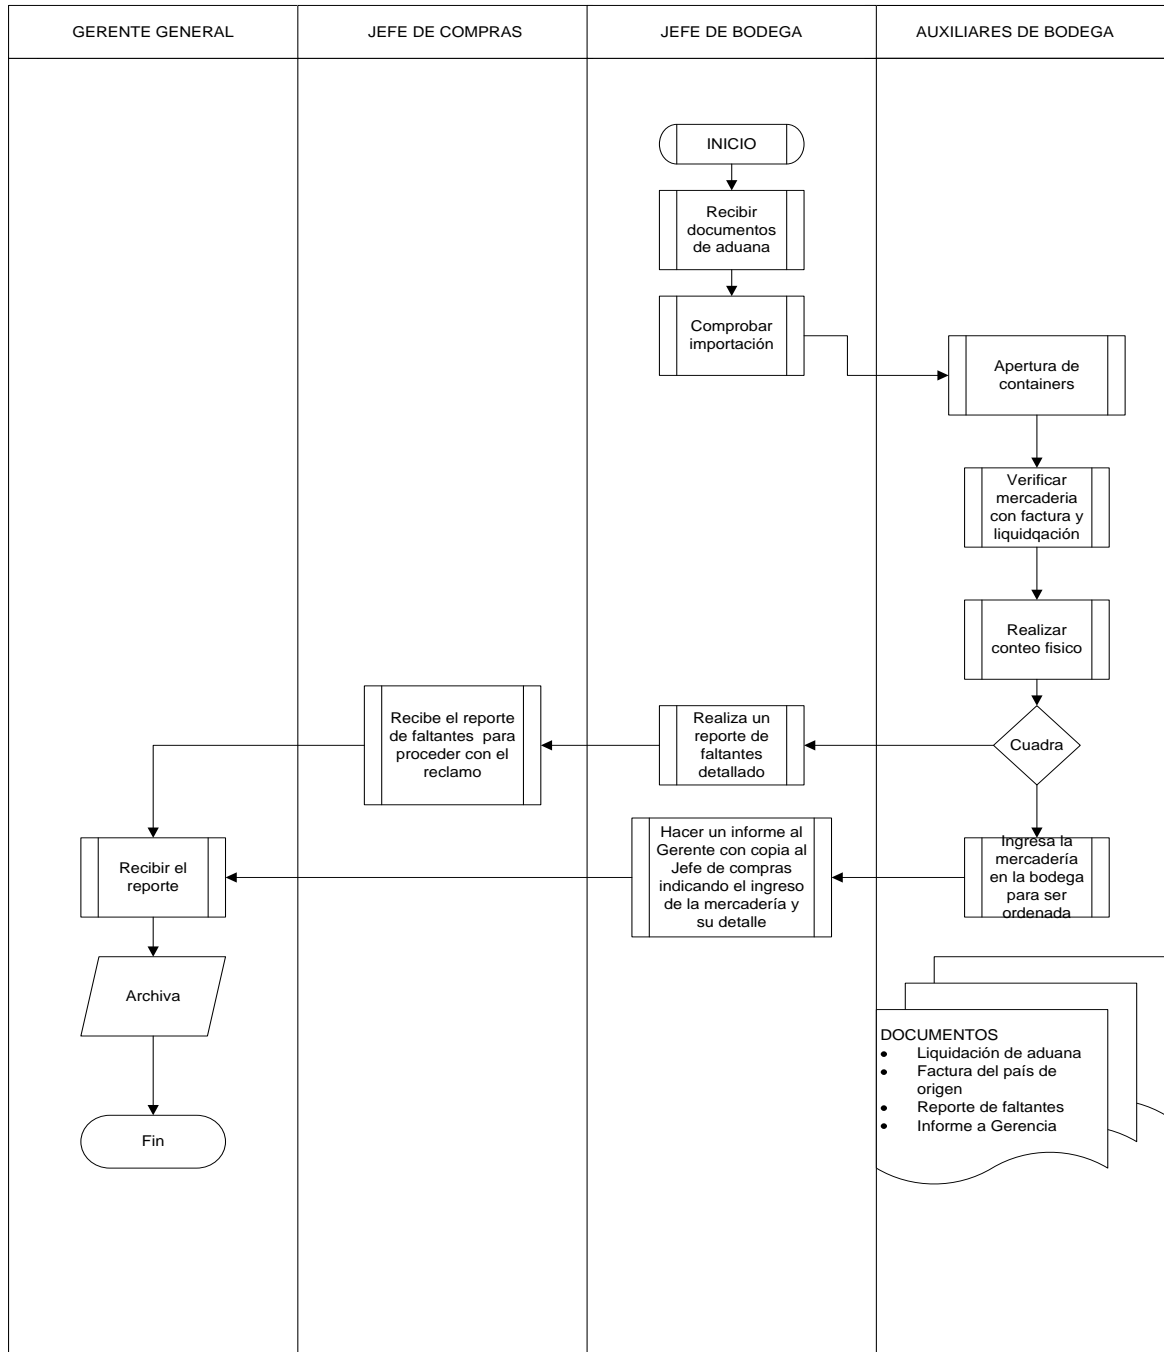 GERENTE GENERAL
JEFE DE COMPRAS
JEFE DE BODEGA
AUXILIARES DE BODEGA
INICIO
Recibir
documentos
de aduana
Comprobar
importación
Apertura de
containers
Verificar
mercaderia
con factura y
liquidqación
Realizar
conteo fisico
Cuadra
Realiza un
reporte de
faltantes
detallado
Recibe el reporte
de faltantes para
proceder con el
reclamo
Ingresa la
mercadería
en la bodega
para ser
ordenada
Hacer un informe al
Gerente con copia al
Jefe de compras
indicando el ingreso
de la mercadería y
su detalle
Recibir el
reporte
Archiva
Fin
DOCUMENTOS
• Liquidación de aduana
• Factura del país de
origen
• Reporte de faltantes
• Informe a Gerencia